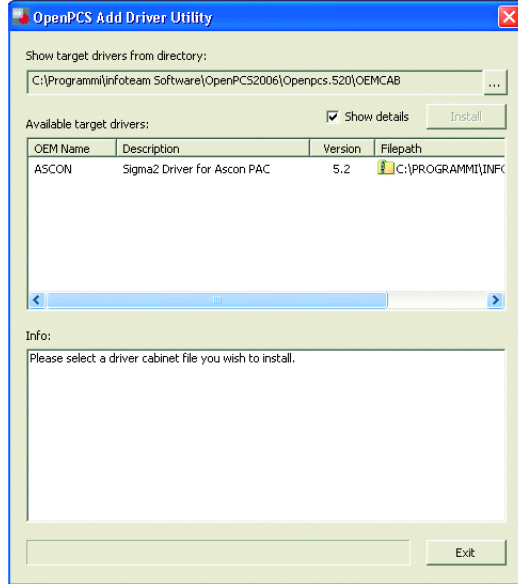 OpenPCS Add Driver Utility
Show target drivers from directory:
C:\Programmi\infoteam Software\OpenPCS2006\Openpcs.520\OEMCAB
...
Available target drivers:
Show details
Install
OEM Name Description Version Filepath
ASCON Sigma2 Driver for Ascon PAC 5.2 C:\PROGRAMMI\INFO
Info:
Please select a driver cabinet file you wish to install.
Exit